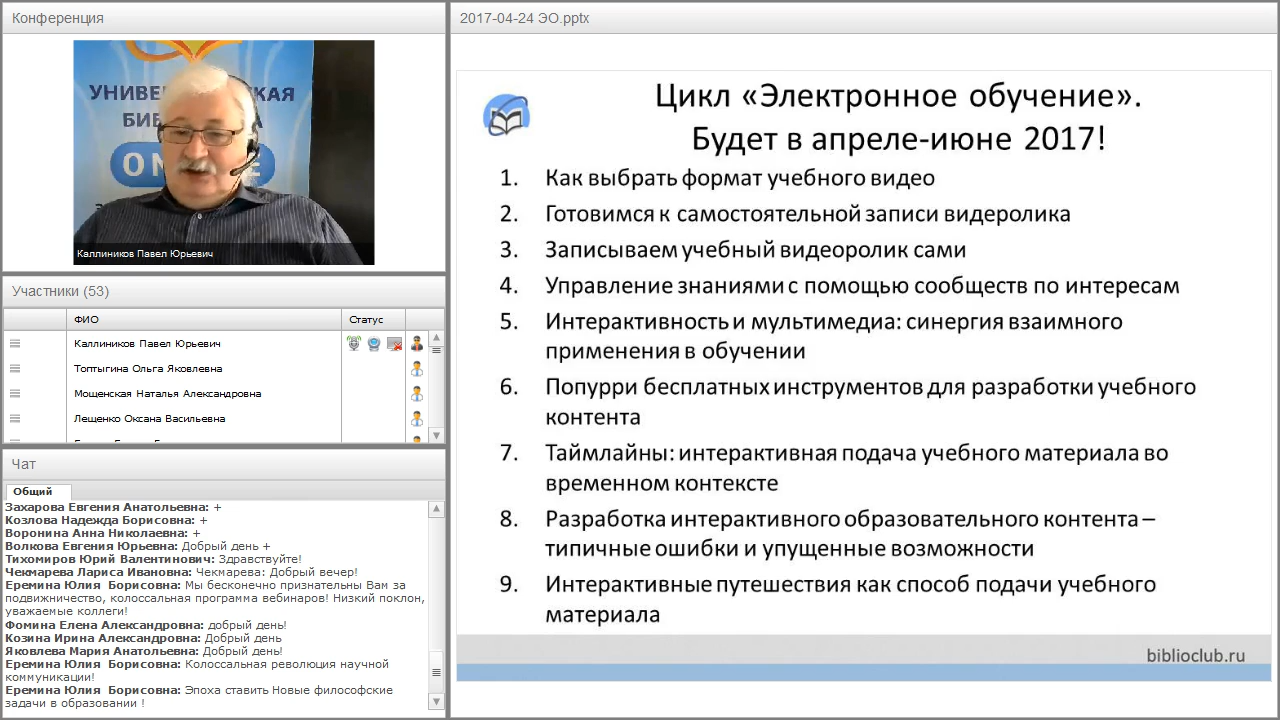 Конференция
УНИВЕ
КАЯ
Каллиников Павел Юрьевич
Участники (53)
ФИО
Статус
Каллиников Павел Юрьевич
Топтыгина Ольга Яковлевна
Мощенская Наталья Александровна
Лещенко Оксана Васильевна
Чат
Общий
Захарова Евгения Анатольевна: +
Козлова Надежда Борисовна: +
Воронина Анна Николаевна: +
Волкова Евгения Юрьевна: Добрый день +
Тихомиров Юрий Валентинович: Здравствуйте!
Чекмарева Лариса Ивановна: Чекмарева: Добрый вечер!
Еремина Юлия Борисовна: Мы бесконечно признательны Вам за
подвижничество, колоссальная программа вебинаров! Низкий поклон,
уважаемые коллеги!
Фомина Елена Александровна: добрый день!
Козина Ирина Александровна: Добрый день
Яковлева Мария Анатольевна: Добрый день!
Еремина Юлия Борисовна: Колоссальная революция научной
коммуникации!
Еремина Юлия Борисовна: Эпоха ставить Новые философские
задачи в образовании !
2017-04-24 ЭО.pptx
Цикл «Электронное обучение».
Будет в апреле-июне 2017!
1. Как выбрать формат учебного видео
2. Готовимся к самостоятельной записи видеролика
3. Записываем учебный видеоролик сами
4. Управление знаниями с помощью сообществ по интересам
5. Интерактивность и мультимедиа: синергия взаимного
применения в обучении
6. Попурри бесплатных инструментов для разработки учебного
контента
7. Таймлайны: интерактивная подача учебного материала во
временном контексте
8. Разработка интерактивного образовательного контента –
типичные ошибки и упущенные возможности
9. Интерактивные путешествия как способ подачи учебного
материала
biblioclub.ru